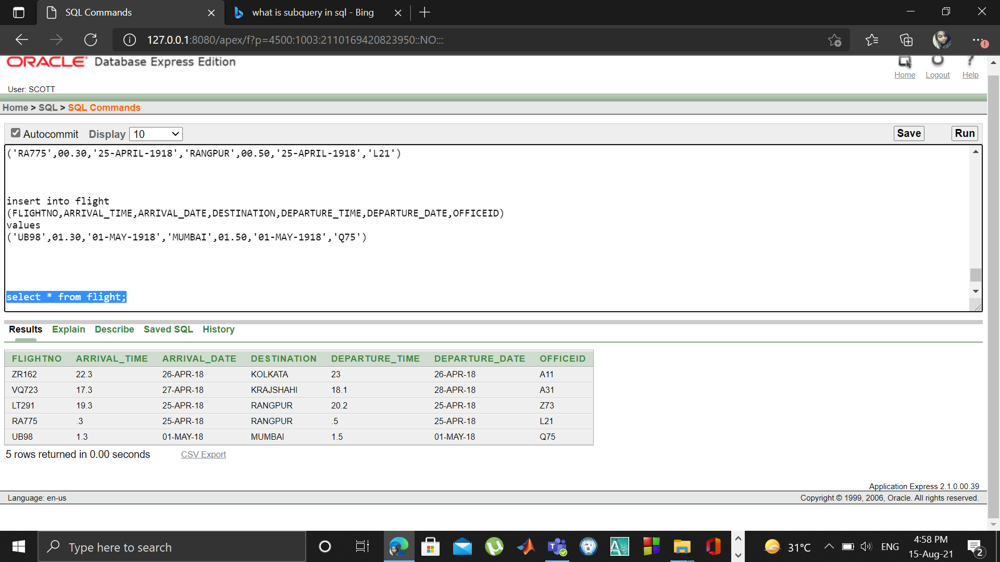 SQL Commands
what is subquery in sql - Bing
127.0.0.1:8080/apex/f?p=4500:1003:2110169420823950::NO:::
ORACLE Database Express Edition
Home Logout Help
User: SCOTT
Home > SQL > SQL Commands
Autocommit Display 10 Save Run
('RA775',00.30,'25-APRIL-1918','RANGPUR',00.50,'25-APRIL-1918','L21')
insert into flight
(FLIGHTNO,ARRIVAL_TIME,ARRIVAL_DATE,DESTINATION,DEPARTURE_TIME,DEPARTURE_DATE,OFFICEID)
values
('UB98',01.30,'01-MAY-1918','MUMBAI',01.50,'01-MAY-1918','Q75')
select * from flight;
Results Explain Describe Saved SQL History
FLIGHTNO ARRIVAL_TIME ARRIVAL_DATE DESTINATION DEPARTURE_TIME DEPARTURE_DATE OFFICEID
ZR162 22.3 26-APR-18 KOLKATA 23 26-APR-18 A11
VQ723 17.3 27-APR-18 KRAJSHAHI 18.1 28-APR-18 A31
LT291 19.3 25-APR-18 RANGPUR 20.2 25-APR-18 Z73
RA775 .3 25-APR-18 RANGPUR .5 25-APR-18 L21
UB98 1.3 01-MAY-18 MUMBAI 1.5 01-MAY-18 Q75
5 rows returned in 0.00 seconds CSV Export
Application Express 2.1.0.00.39
Language: en-us Copyright © 1999, 2006, Oracle. All rights reserved.
Type here to search
31°C ENG 4:58 PM
15-Aug-21 2